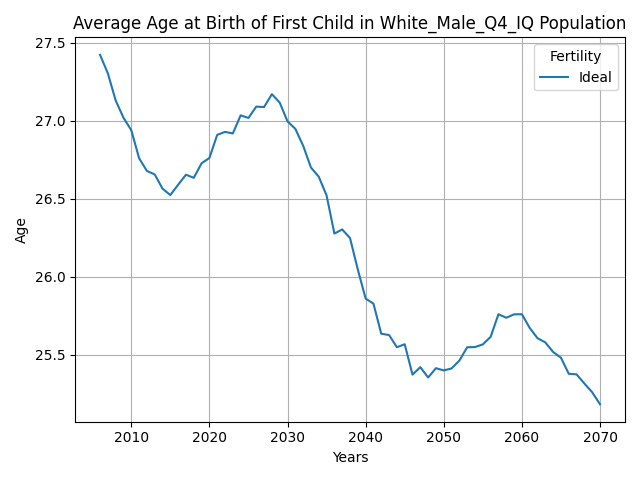 Average Age at Birth of First Child in White_Male_Q4_IQ Population
27.5
27.0
26.5
26.0
25.5
Age
Fertility
Ideal
2010 2020 2030 2040 2050 2060 2070
Years